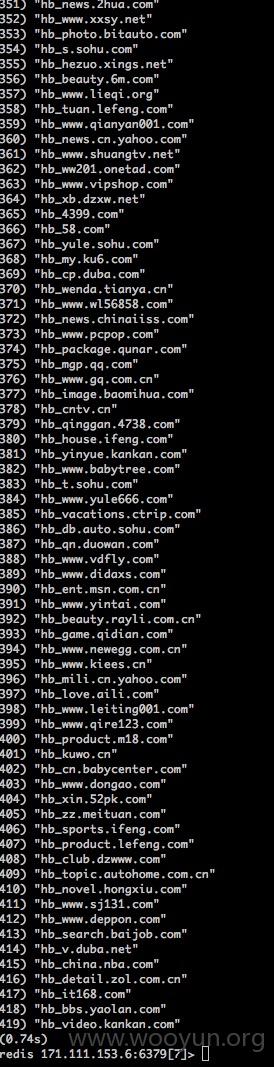 351) "hb_news.2hua.com"
352) "hb_www.xxsy.net"
353) "hb_photo.bitauto.com"
354) "hb_s.sohu.com"
355) "hb_hezuo.xings.net"
356) "hb_beauty.6m.com"
357) "hb_www.lieqi.org"
358) "hb_tuan.lefeng.com"
359) "hb_www.qianyan001.com"
360) "hb_news.cn.yahoo.com"
361) "hb_www.shuangtv.net"
362) "hb_ww201.onetad.com"
363) "hb_www.vipshop.com"
364) "hb_xb.dzxw.net"
365) "hb_4399.com"
366) "hb_58.com"
367) "hb_yule.sohu.com"
368) "hb_my.ku6.com"
369) "hb_cp.duba.com"
370) "hb_wenda.tianya.cn"
371) "hb_www.wl56858.com"
372) "hb_news.chinaiiss.com"
373) "hb_www.pcpop.com"
374) "hb_package.qunar.com"
375) "hb_mgp.qq.com"
376) "hb_www.gq.com.cn"
377) "hb_image.baomihua.com"
378) "hb_cntv.cn"
379) "hb_qinggan.4738.com"
380) "hb_house.ifeng.com"
381) "hb_yinyue.kankan.com"
382) "hb_www.babytree.com"
383) "hb_t.sohu.com"
384) "hb_www.yule666.com"
385) "hb_vacations.ctrip.com"
386) "hb_db.auto.sohu.com"
387) "hb_qn.duowan.com"
388) "hb_www.vdfly.com"
389) "hb_www.didaxs.com"
390) "hb_ent.msn.com.cn"
391) "hb_www.yintai.com"
392) "hb_beauty.rayli.com.cn"
393) "hb_game.qidian.com"
394) "hb_www.newegg.com.cn"
395) "hb_www.kiees.cn"
396) "hb_mili.cn.yahoo.com"
397) "hb_love.aili.com"
398) "hb_www.leiting001.com"
399) "hb_www.qire123.com"
400) "hb_product.m18.com"
401) "hb_kuwo.cn"
402) "hb_cn.babycenter.com"
403) "hb_www.dongao.com"
404) "hb_xin.52pk.com"
405) "hb_zz.meituan.com"
406) "hb_sports.ifeng.com"
407) "hb_product.lefeng.com"
408) "hb_club.dzwww.com"
409) "hb_topic.autohome.com.cn"
410) "hb_novel.hongxiu.com"
411) "hb_www.sj131.com"
412) "hb_www.deppon.com"
413) "hb_search.baijob.com"
414) "hb_v.duba.net"
415) "hb_china.nba.com"
416) "hb_detail.zol.com.cn"
417) "hb_it168.com"
418) "hb_bbs.yaolan.com"
419) "hb_video.kankan.com"
(0.74s)
www.wooyun.org
redis 171.111.153.6:6379[7]>